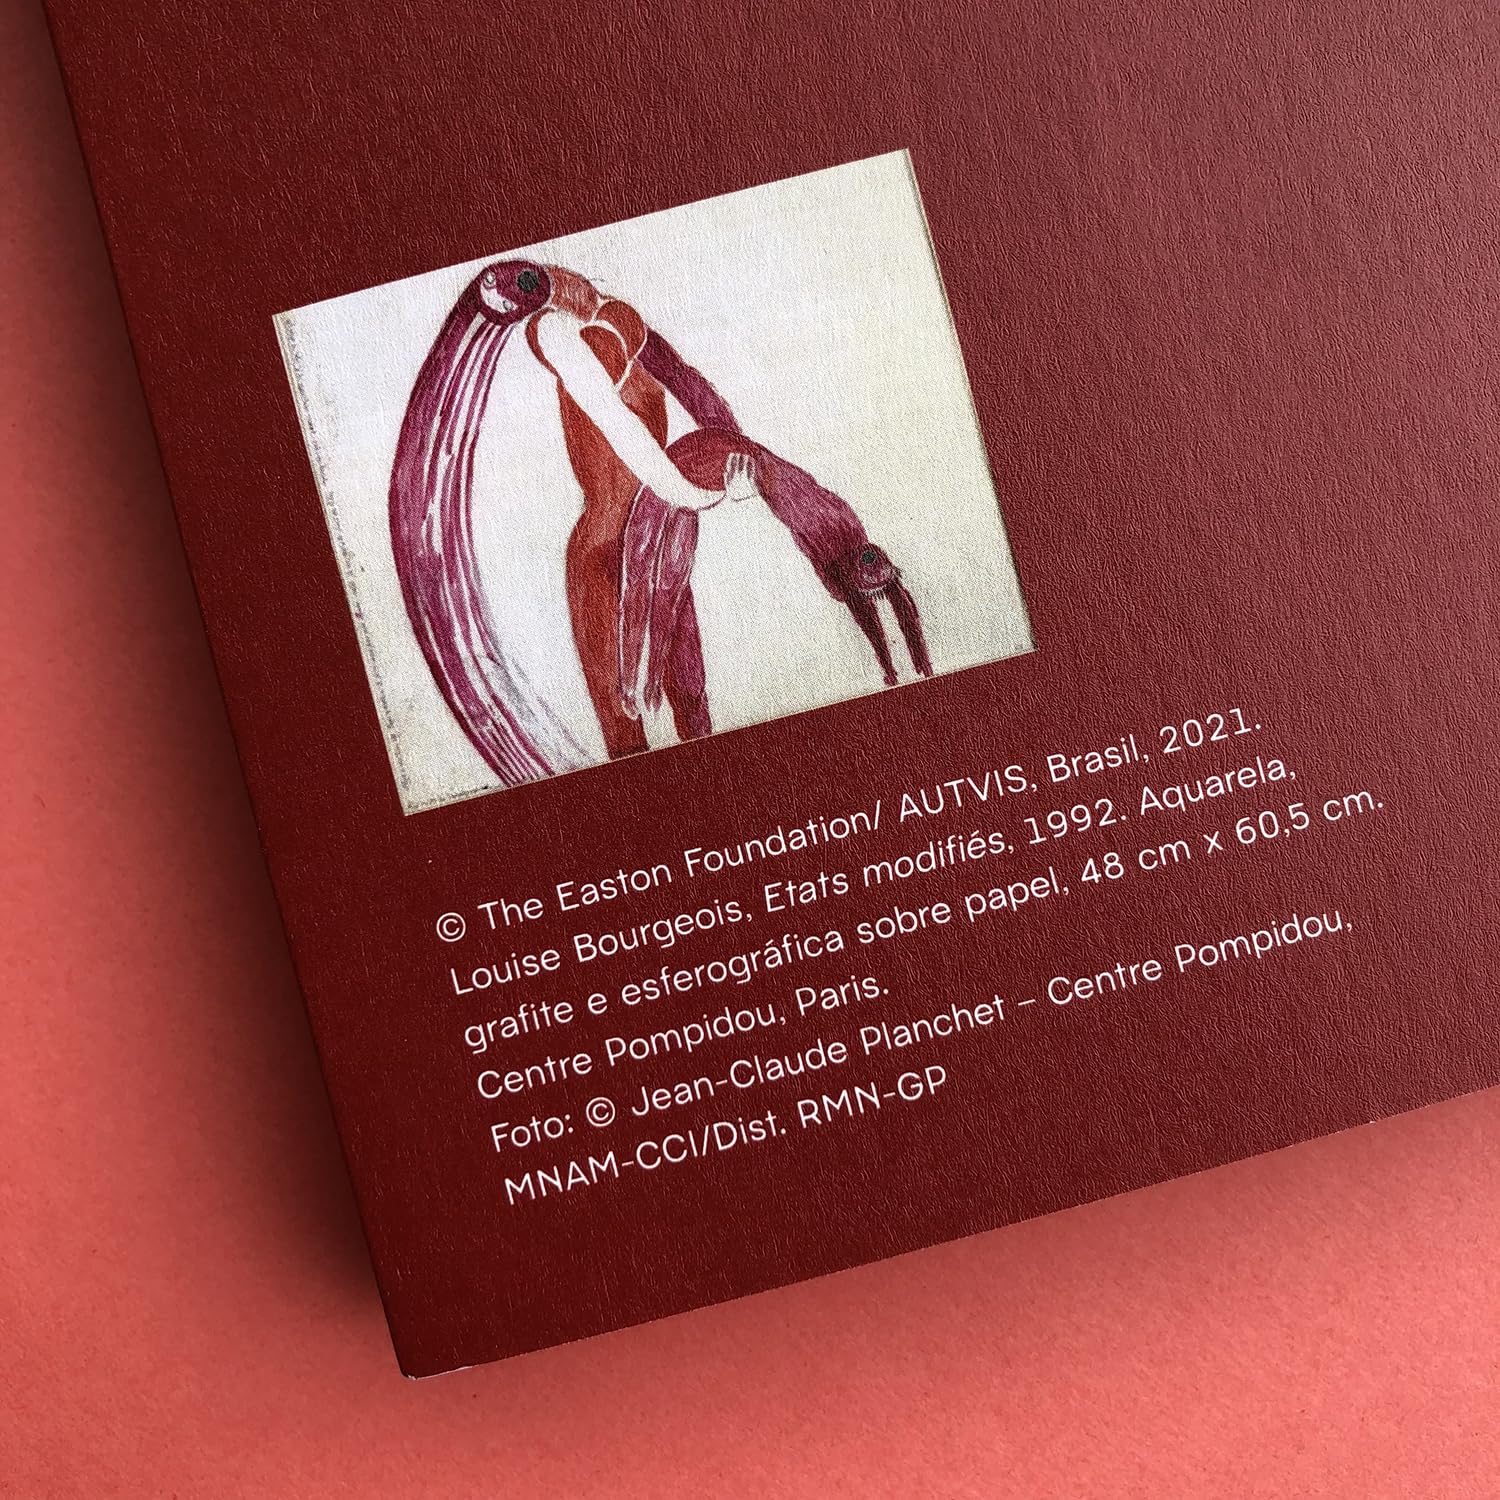 © The Easton Foundation/ AUTVIS, Brasil, 2021.
Louise Bourgeois, Etats modifiés, 1992. Aquarela,
grafite e esferográfica sobre papel, 48 cm x 60,5 cm.
Centre Pompidou, Paris.
Foto: © Jean-Claude Planchet – Centre Pompidou,
MNAM-CCI/Dist. RMN-GP